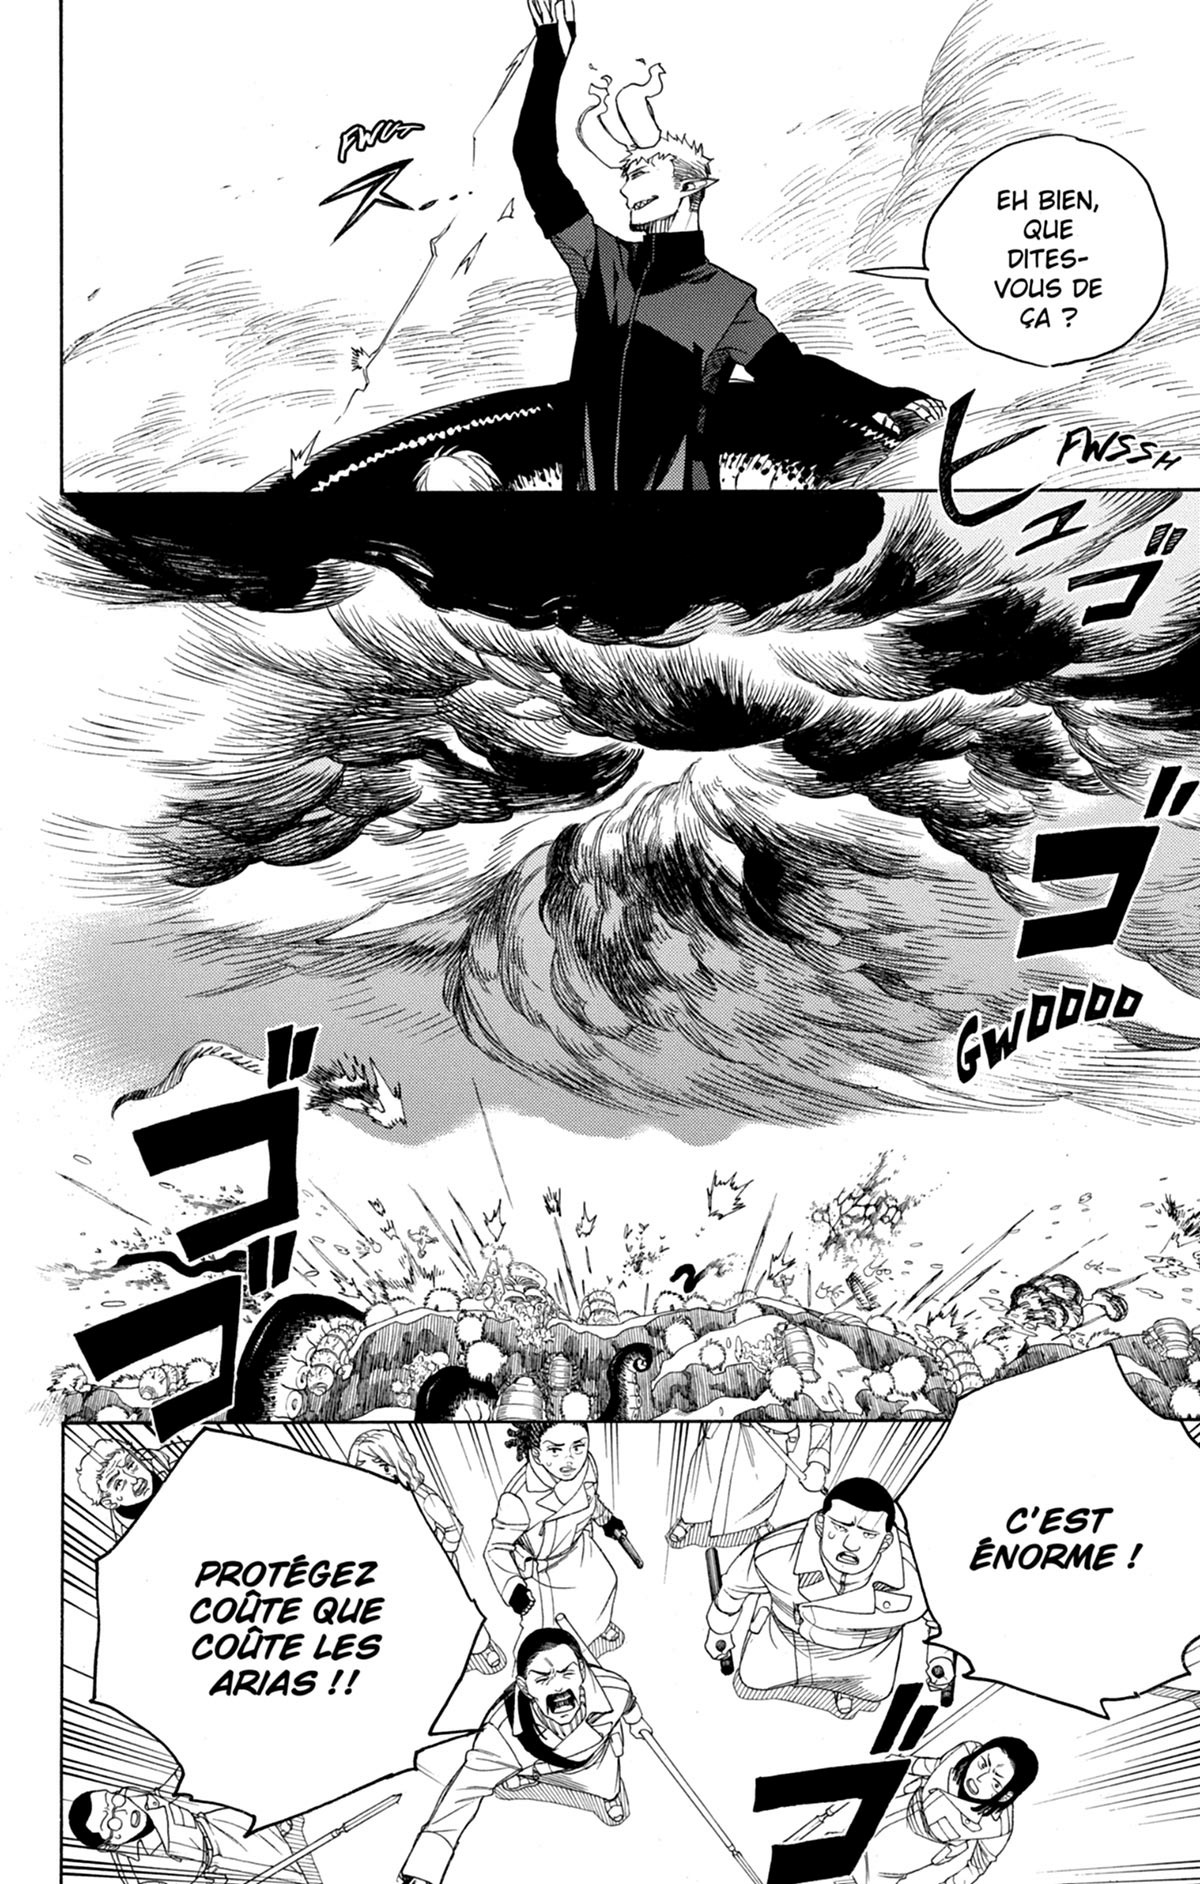 FWUT
ス
EH BIEN,
QUE
DITES-
VOUS DE
ÇA ?
FWSSH
ヒュ
ゴ
ゴ
GWOOOO
ゴ
ゴ
C'EST
ÉNORME !
PROTÉGEZ
COÛTE QUE
COÛTE LES
ARIAS !!
ゴ